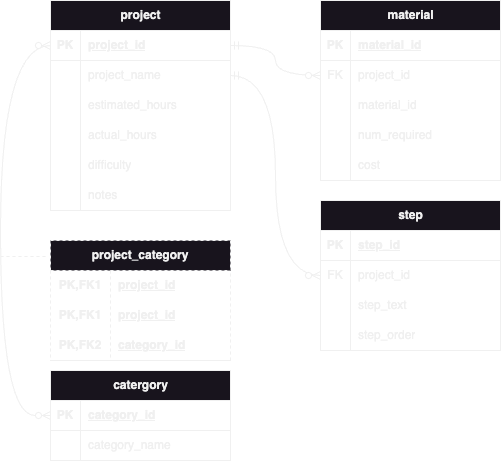 project
PK project_id
project_name
estimated_hours
actual_hours
difficulty
notes
material
PK material_id
FK project_id
material_id
num_required
cost
step
PK step_id
FK project_id
step_text
step_order
project_category
PK,FK1 project_id
PK,FK1 project_id
PK,FK2 category_id
catergory
PK category_id
category_name